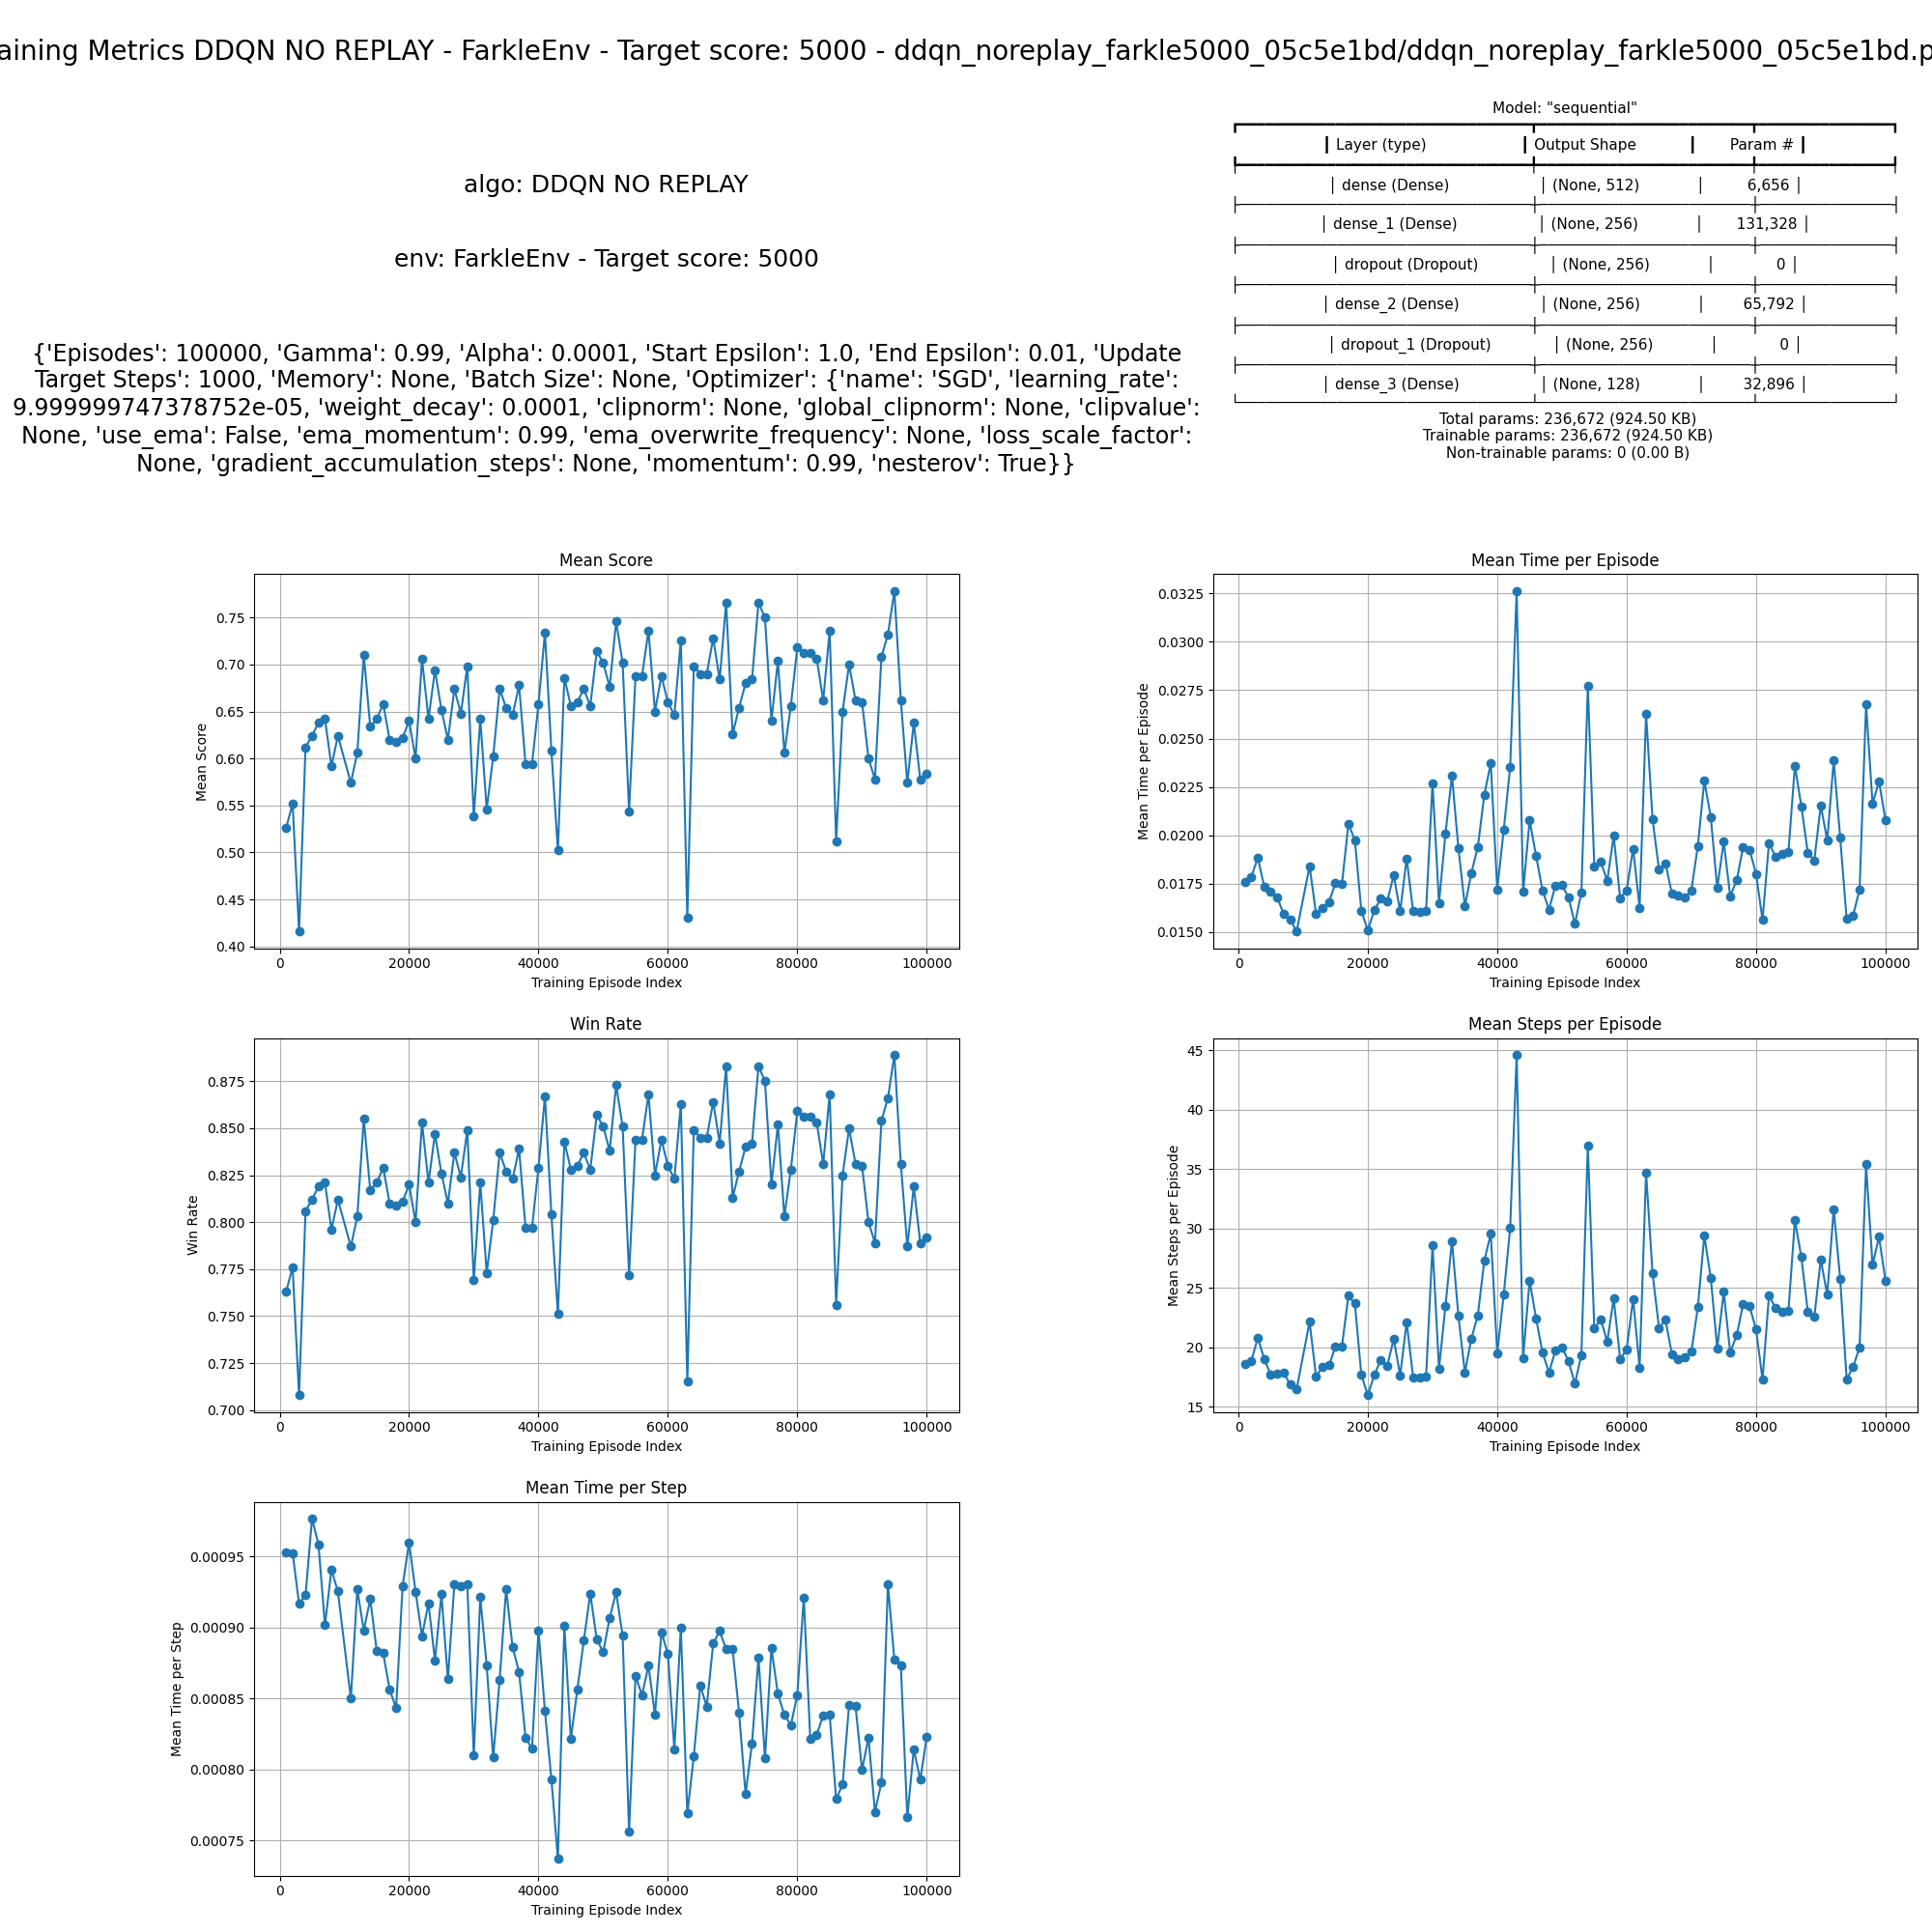 aining Metrics DDQN NO REPLAY - FarkleEnv - Target score: 5000 - ddqn_noreplay_farkle5000_05c5e1bd/ddqn_noreplay_farkle5000_05c5e1bd.p
algo: DDQN NO REPLAY
env: FarkleEnv - Target score: 5000
{'Episodes': 100000, 'Gamma': 0.99, 'Alpha': 0.0001, 'Start Epsilon': 1.0, 'End Epsilon': 0.01, 'Update
Target Steps': 1000, 'Memory': None, 'Batch Size': None, 'Optimizer': {'name': 'SGD', 'learning_rate':
9.999999747378752e-05, 'weight_decay': 0.0001, 'clipnorm': None, 'global_clipnorm': None, 'clipvalue':
None, 'use_ema': False, 'ema_momentum': 0.99, 'ema_overwrite_frequency': None, 'loss_scale_factor':
None, 'gradient_accumulation_steps': None, 'momentum': 0.99, 'nesterov': True}}
Model: "sequential"
Layer (type) Output Shape Param #
dense (Dense) (None, 512) 6,656
dense_1 (Dense) (None, 256) 131,328
dropout (Dropout) (None, 256) 0
dense_2 (Dense) (None, 256) 65,792
dropout_1 (Dropout) (None, 256) 0
dense_3 (Dense) (None, 128) 32,896
Total params: 236,672 (924.50 KB)
Trainable params: 236,672 (924.50 KB)
Non-trainable params: 0 (0.00 B)
Mean Score
Mean Score
0.75
0.70
0.65
0.60
0.55
0.50
0.45
0.40
0 20000 40000 60000 80000 100000
Training Episode Index
Mean Time per Episode
Mean Time per Episode
0.0325
0.0300
0.0275
0.0250
0.0225
0.0200
0.0175
0.0150
0 20000 40000 60000 80000 100000
Training Episode Index
Win Rate
Win Rate
0.875
0.850
0.825
0.800
0.775
0.750
0.725
0.700
0 20000 40000 60000 80000 100000
Training Episode Index
Mean Steps per Episode
Mean Steps per Episode
45
40
35
30
25
20
15
0 20000 40000 60000 80000 100000
Training Episode Index
Mean Time per Step
Mean Time per Step
0.00095
0.00090
0.00085
0.00080
0.00075
0 20000 40000 60000 80000 100000
Training Episode Index